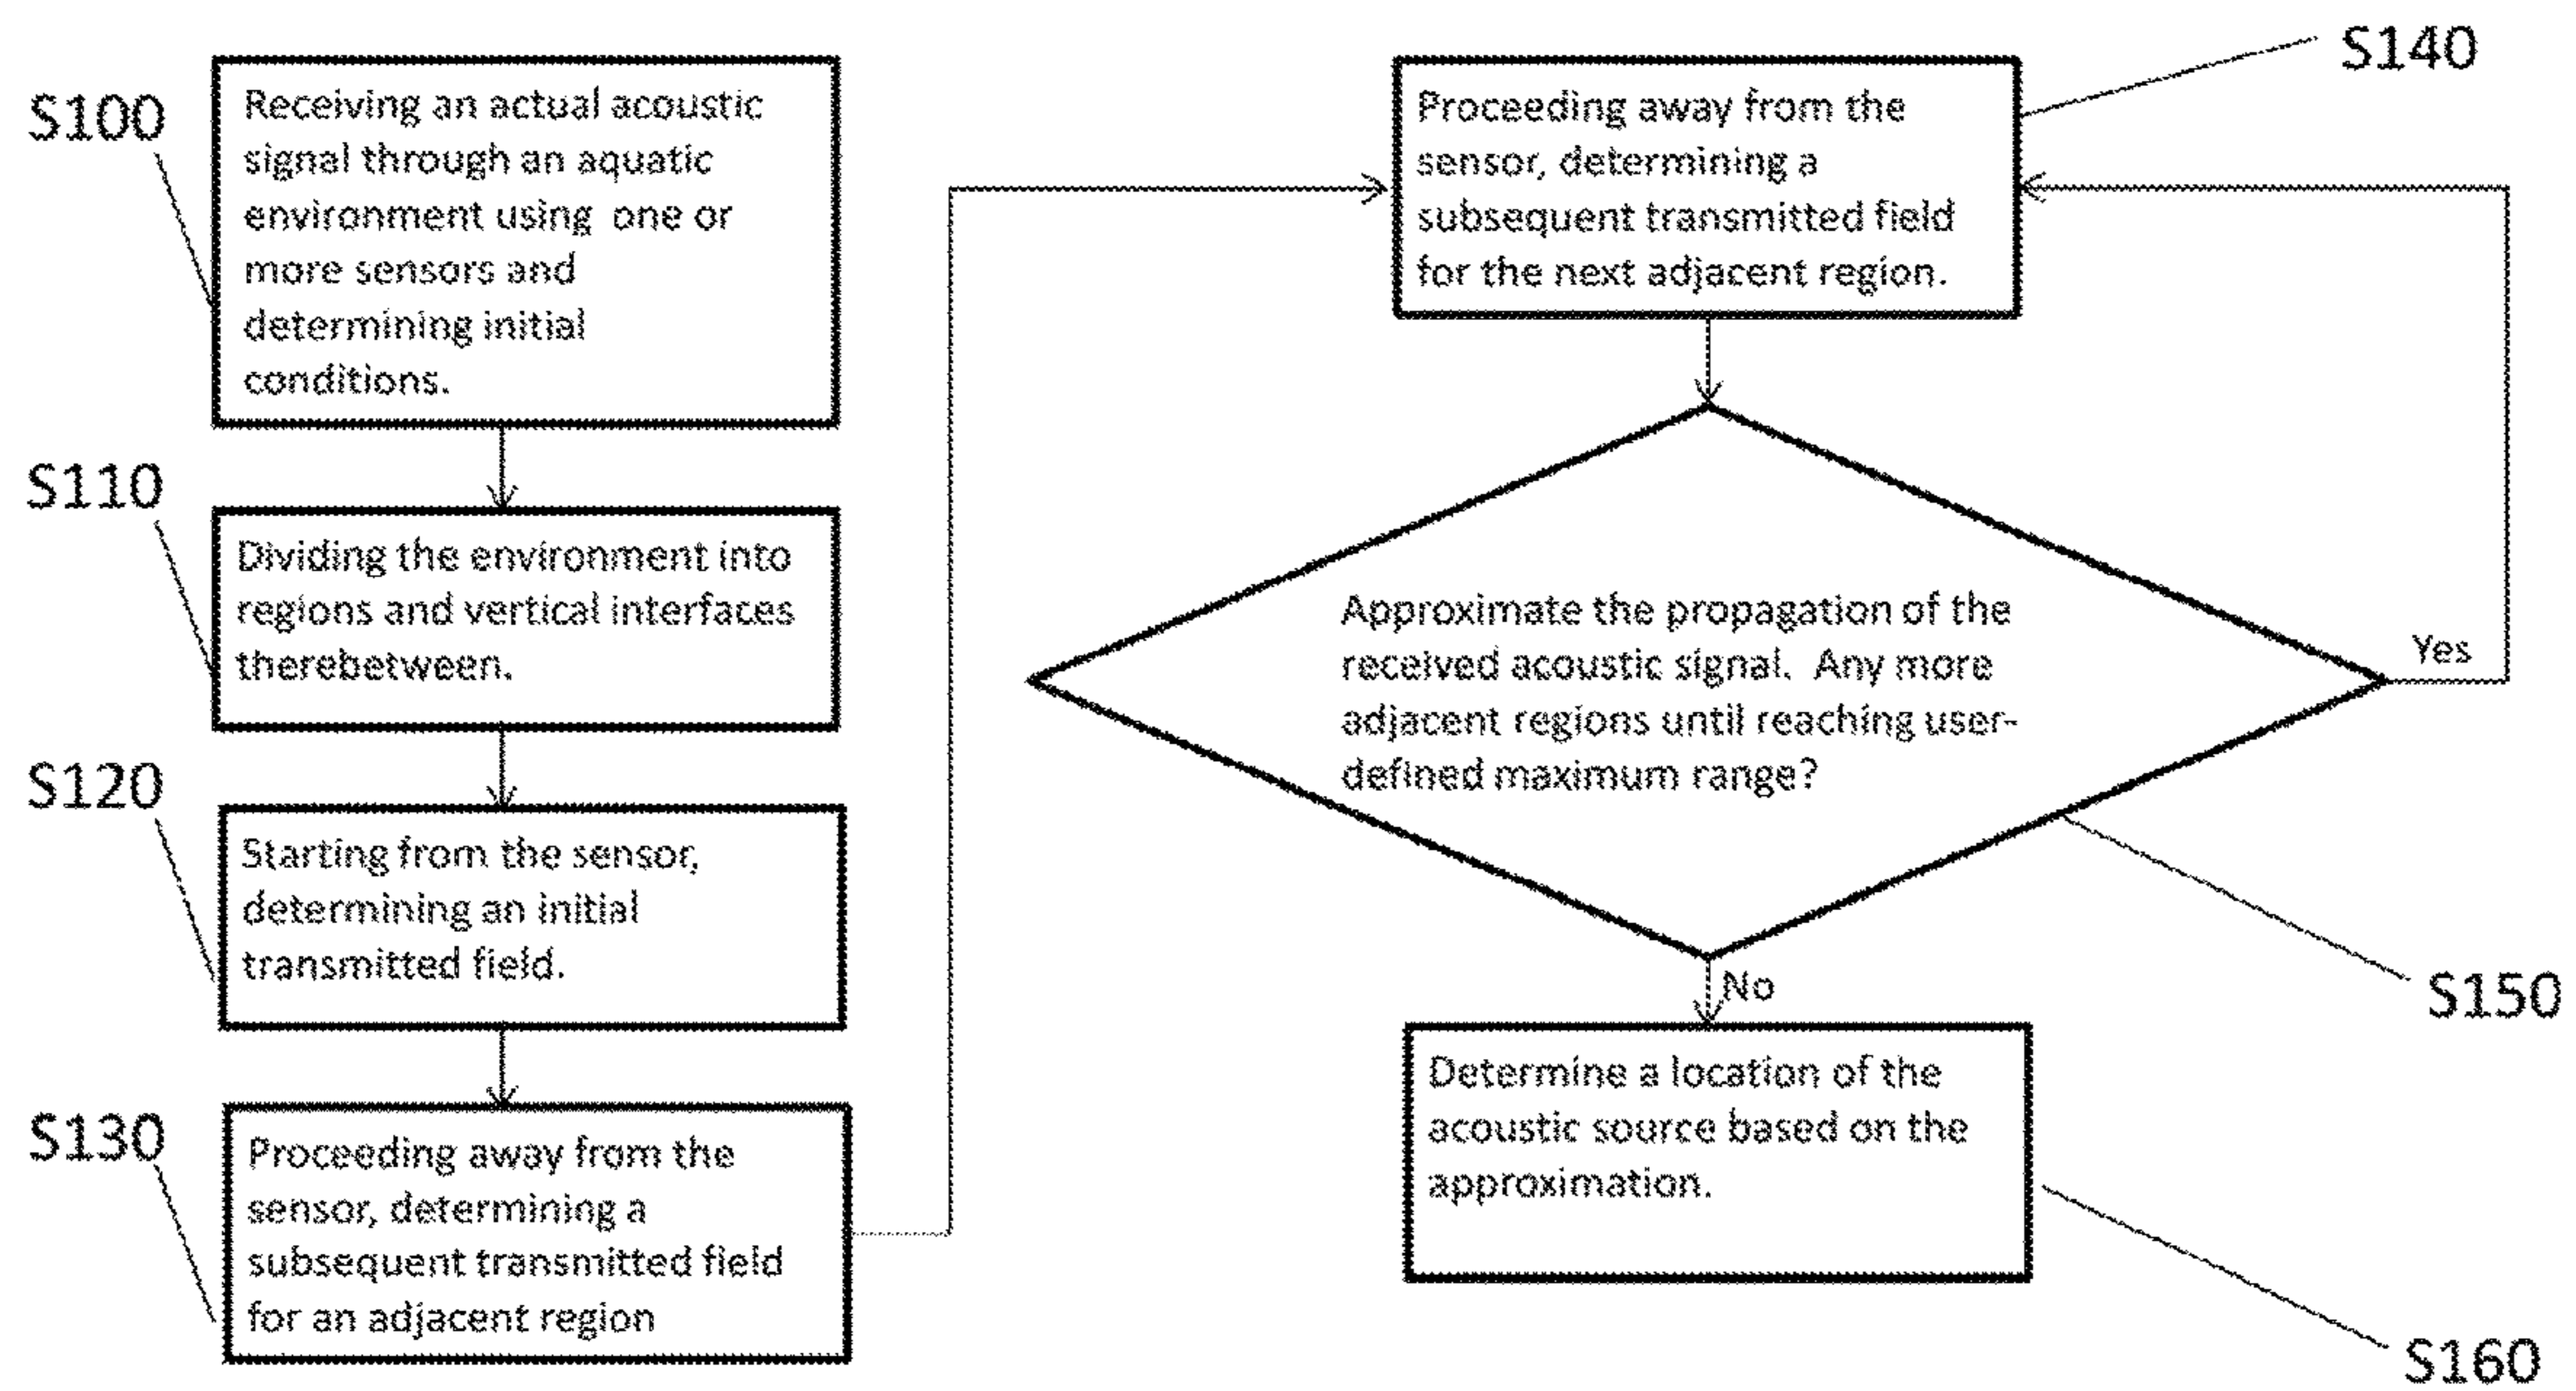 S100
Receiving an actual acoustic
signal through an aquatic
environment using  one or
more sensors and
determining initial
conditions.
S110
Dividing the environment into
regions and vertical interfaces
therebetween.
S120
Starting from the sensor,
determining an initial
transmitted field.
S130
Proceeding away from the
sensor, determining a
subsequent transmitted field
for an adjacent region
S140
Proceeding away from the
sensor, determining a
subsequent transmitted field
for the next adjacent region.
Approximate the propagation of the
received acoustic signal.  Any more
adjacent regions until reaching user-
defined maximum range?
Yes
No
S150
Determine a location of the
acoustic source based on the
approximation.
S160